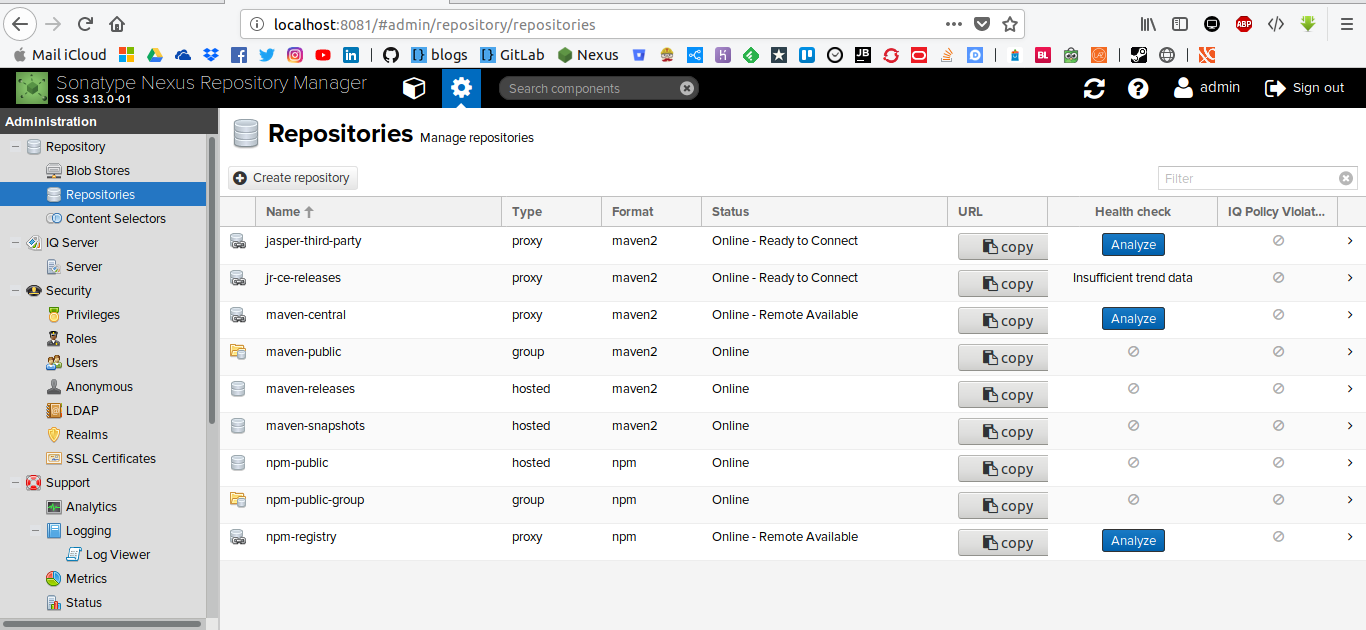 localhost:8081/#admin/repository/repositories
ABP
Mail iCloud
blogs
GitLab
Nexus
JB
BL
Sonatype Nexus Repository Manager
OSS 3.13.0-01
Search components
admin
Sign out
Administration
Repository
Blob Stores
Repositories
Content Selectors
IQ Server
Server
Security
Privileges
Roles
Users
Anonymous
LDAP
Realms
SSL Certificates
Support
Analytics
Logging
Log Viewer
Metrics
Status
Repositories Manage repositories
Create repository
Filter
Name Type Format Status URL Health check IQ Policy Violat...
jasper-third-party proxy maven2 Online - Ready to Connect copy Analyze
jr-ce-releases proxy maven2 Online - Ready to Connect copy Insufficient trend data
maven-central proxy maven2 Online - Remote Available copy Analyze
maven-public group maven2 Online copy
maven-releases hosted maven2 Online copy
maven-snapshots hosted maven2 Online copy
npm-public hosted npm Online copy
npm-public-group group npm Online copy
npm-registry proxy npm Online - Remote Available copy Analyze